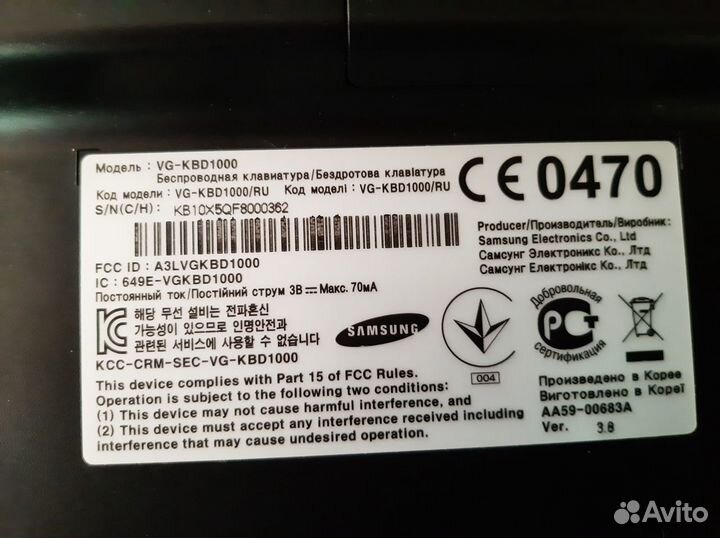 Модель : VG-KBD1000
Беспроводная клавиатура/Бездротова клавіатура
Код модели : VG-KBD1000/RU Код моделі : VG-KBD1000/RU
S/N(C/H) : KB10X5QF8000362
CE 0470
Producer/Производитель/Виробник :
Samsung Electronics Co., Ltd
Самсунг Электроникс Ко., Лтд
Самсунг Електронікс Ко., Лтд
FCC ID : A3LVGKBD1000
IC : 649E-VGKBD1000
Постоянный ток/Постійний струм 3В Макс. 70мА
해당 무선 설비는 전파혼신
가능성이 있으므로 인명안전과
관련된 서비스에 사용할 수 없음
KCC-CRM-SEC-VG-KBD1000
SAMSUNG
004
Добровольная
РСТ
сертификация
This device complies with Part 15 of FCC Rules.
Operation is subject to the following two conditions:
(1) This device may not cause harmful interference, and
(2) This device must accept any interference received including
interference that may cause undesired operation.
Произведено в Корее
Виготовлено в Кореї
AA59-00683A
Ver. 3.8
Avito